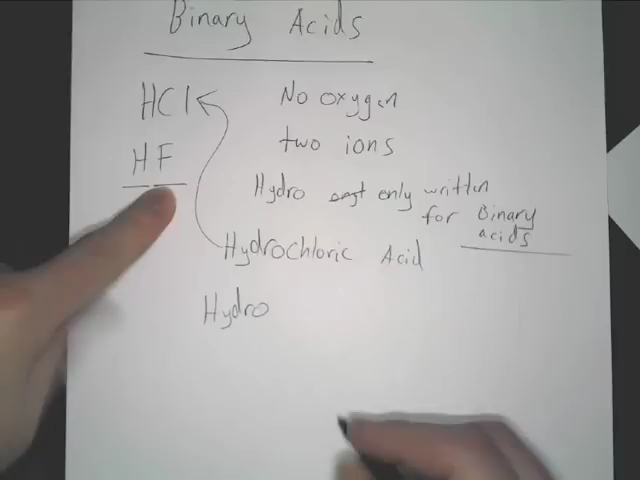 Binary Acids
HCl
No oxygen
HF
two ions
Hydro only written
for Binary
acids
Hydrochloric Acid
Hydro